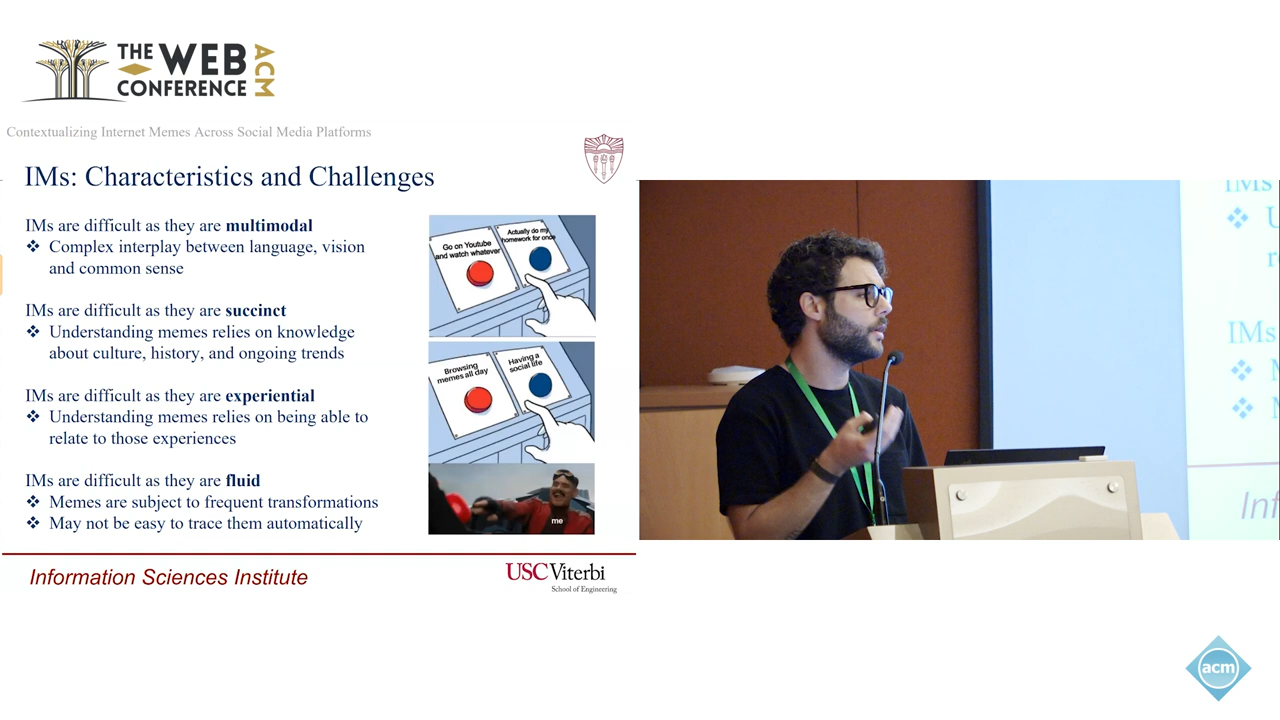 THE WEB
CONFERENCE
ACM
Contextualizing Internet Memes Across Social Media Platforms
IMs: Characteristics and Challenges
IMs are difficult as they are multimodal
❖ Complex interplay between language, vision
and common sense
IMs are difficult as they are succinct
❖ Understanding memes relies on knowledge
about culture, history, and ongoing trends
IMs are difficult as they are experiential
❖ Understanding memes relies on being able to
relate to those experiences
IMs are difficult as they are fluid
❖ Memes are subject to frequent transformations
❖ May not be easy to trace them automatically
Go on Youtube
and watch whatever
Actually do my
homework for once
Browsing
memes all day
Having a
social life
me
Information Sciences Institute
USC Viterbi
School of Engineering
IMs
❖ U
r
IMs
❖
❖
Inf
acm